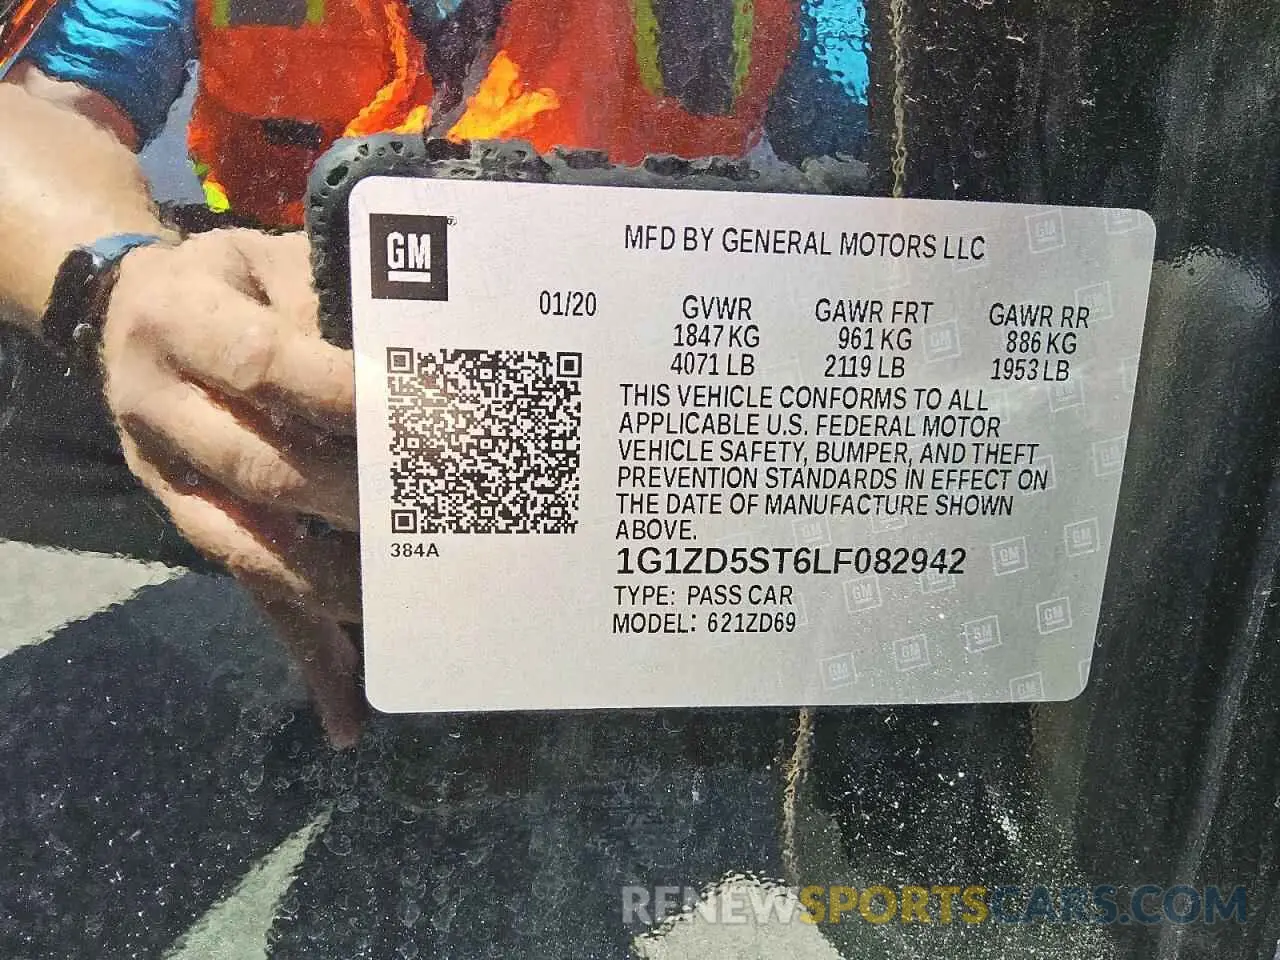 GM
MFD BY GENERAL MOTORS LLC
01/20 GVWR GAWR FRT GAWR RR
1847 KG 961 KG 886 KG
4071 LB 2119 LB 1953 LB
THIS VEHICLE CONFORMS TO ALL
APPLICABLE U.S. FEDERAL MOTOR
VEHICLE SAFETY, BUMPER, AND THEFT
PREVENTION STANDARDS IN EFFECT ON
THE DATE OF MANUFACTURE SHOWN
ABOVE.
384A
1G1ZD5ST6LF082942
TYPE: PASS CAR
MODEL: 621ZD69
RENEWSPORTSCARS.COM